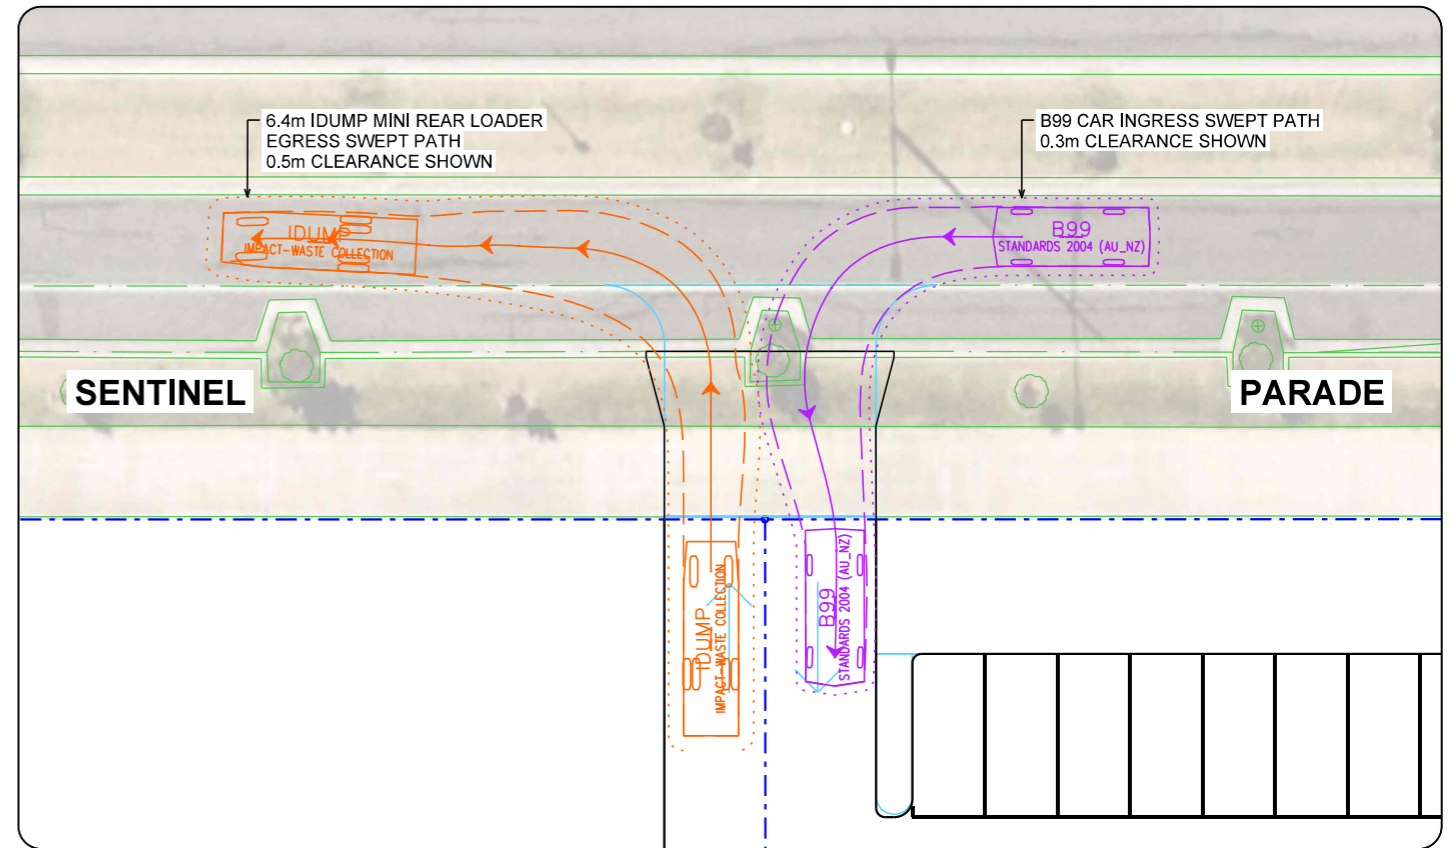 6.4m IDUMP MINI REAR LOADER
EGRESS SWEPT PATH
0.5m CLEARANCE SHOWN
B99 CAR INGRESS SWEPT PATH
0.3m CLEARANCE SHOWN
IDUMP
IMPACT-WASTE COLLECTION
B99
STANDARDS 2004 (AU_NZ)
SENTINEL
PARADE
IDUMP
IMPACT-WASTE COLLECTION
B99
STANDARDS 2004 (AU_NZ)